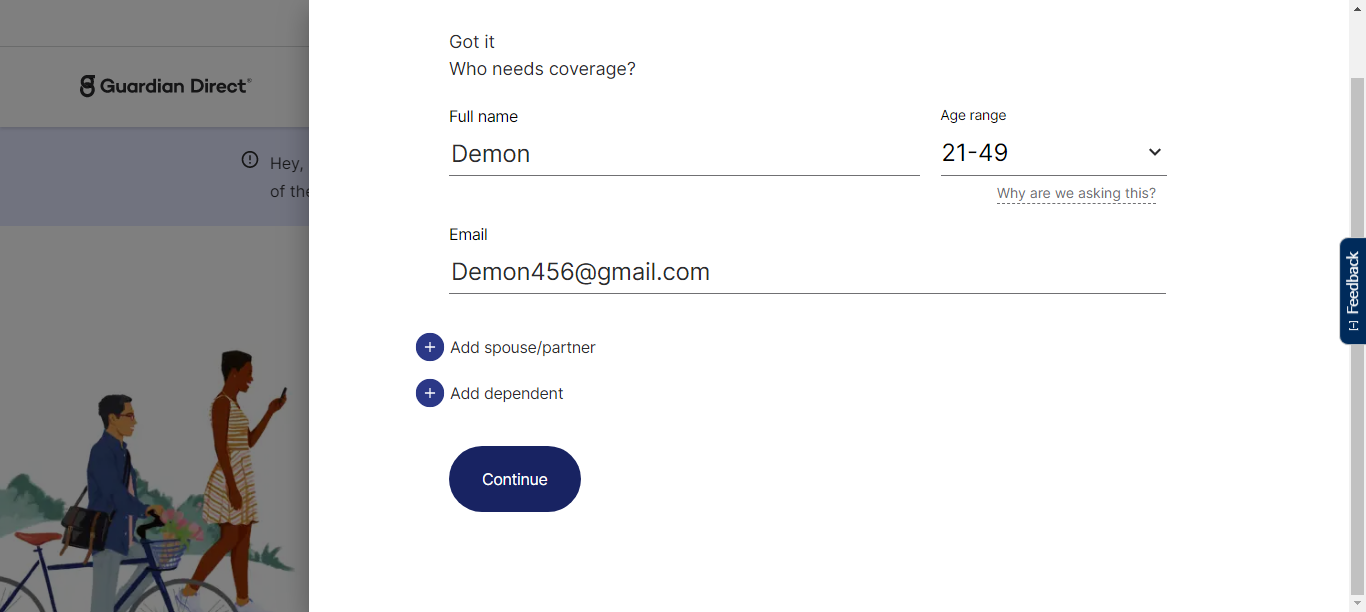 Guardian Direct®
Hey,
of the
Got it
Who needs coverage?
Full name
Age range
Demon
21-49
Why are we asking this?
Email
Demon456@gmail.com
+ Add spouse/partner
+ Add dependent
Continue
[-] Feedback